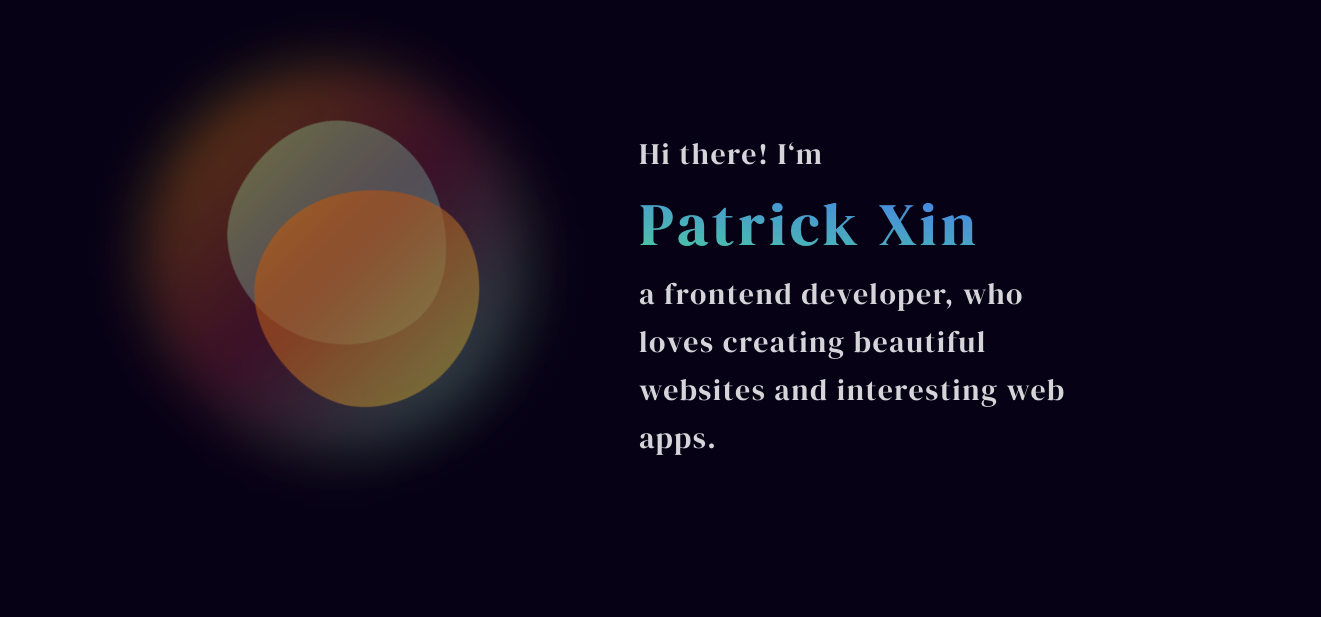 Hi there! I‘m
Patrick Xin
a frontend developer, who
loves creating beautiful
websites and interesting web
apps.